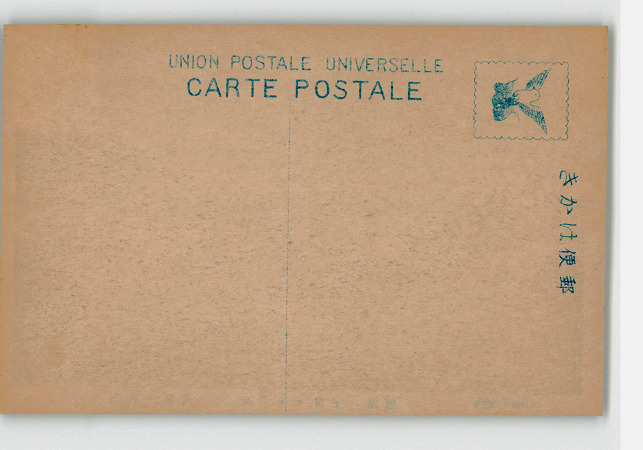 UNION POSTALE UNIVERSELLE
CARTE POSTALE
郵便はかき